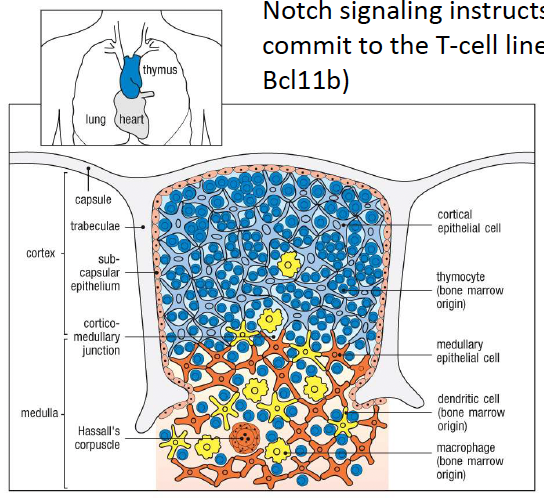 Notch signaling instructs
commit to the T-cell line
Bcl11b)
thymus
lung
heart
capsule
trabeculae
cortex
sub-
capsular
epithelium
cortico-
medullary
junction
medulla
Hassall's
corpuscle
cortical
epithelial cell
thymocyte
(bone marrow
origin)
medullary
epithelial cell
dendritic cell
(bone marrow
origin)
macrophage
(bone marrow
origin)